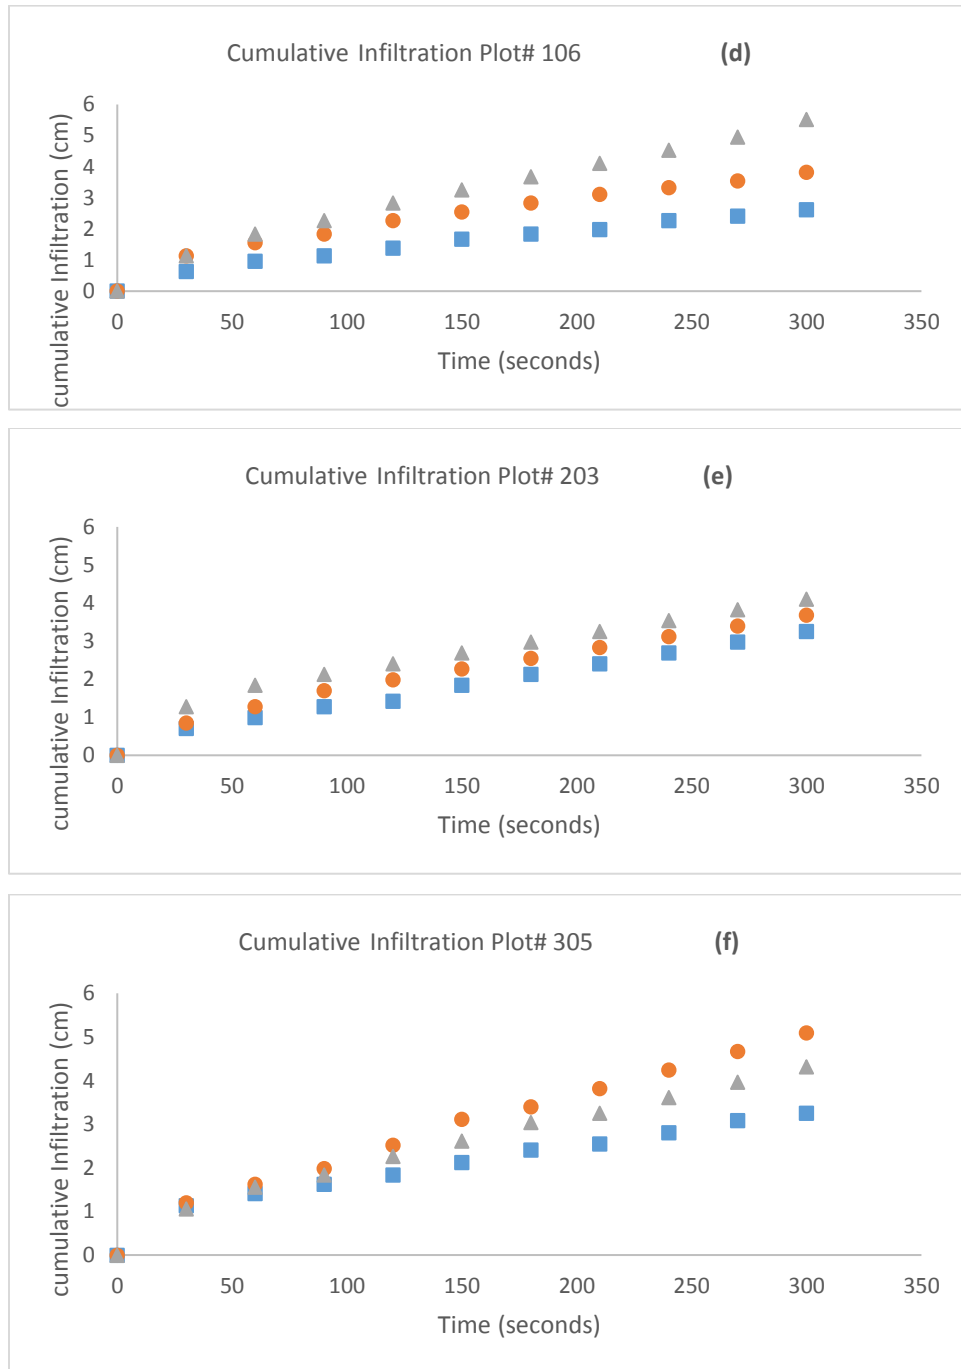 Cumulative Infiltration Plot# 106 (d)
cumulative Infiltration (cm)
6
5
4
3
2
1
0
0 50 100 150 200 250 300 350
Time (seconds)
Cumulative Infiltration Plot# 203 (e)
cumulative Infiltration (cm)
6
5
4
3
2
1
0
0 50 100 150 200 250 300 350
Time (seconds)
Cumulative Infiltration Plot# 305 (f)
cumulative Infiltration (cm)
6
5
4
3
2
1
0
0 50 100 150 200 250 300 350
Time (seconds)